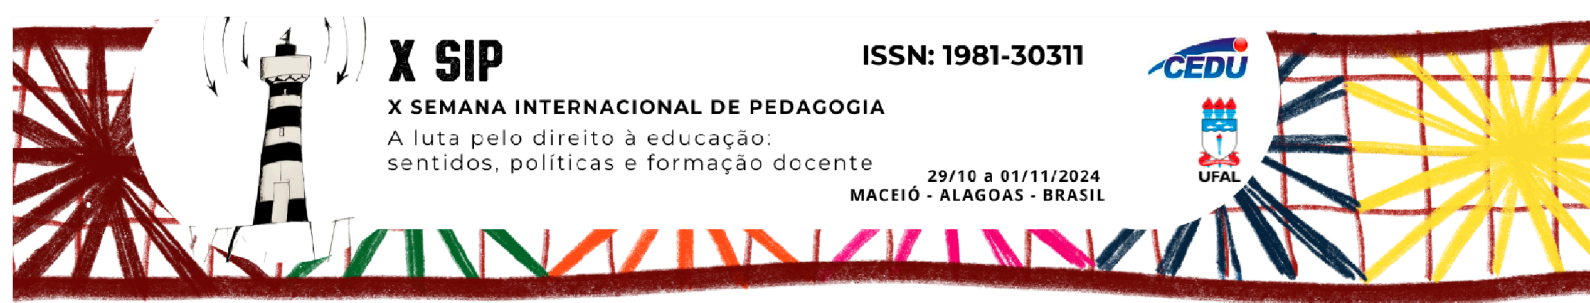 X SIP
X SEMANA INTERNACIONAL DE PEDAGOGIA
A luta pelo direito à educação:
sentidos, políticas e formação docente
ISSN: 1981-30311
29/10 a 01/11/2024
MACEIÓ - ALAGOAS - BRASIL
CEDU
UFAL